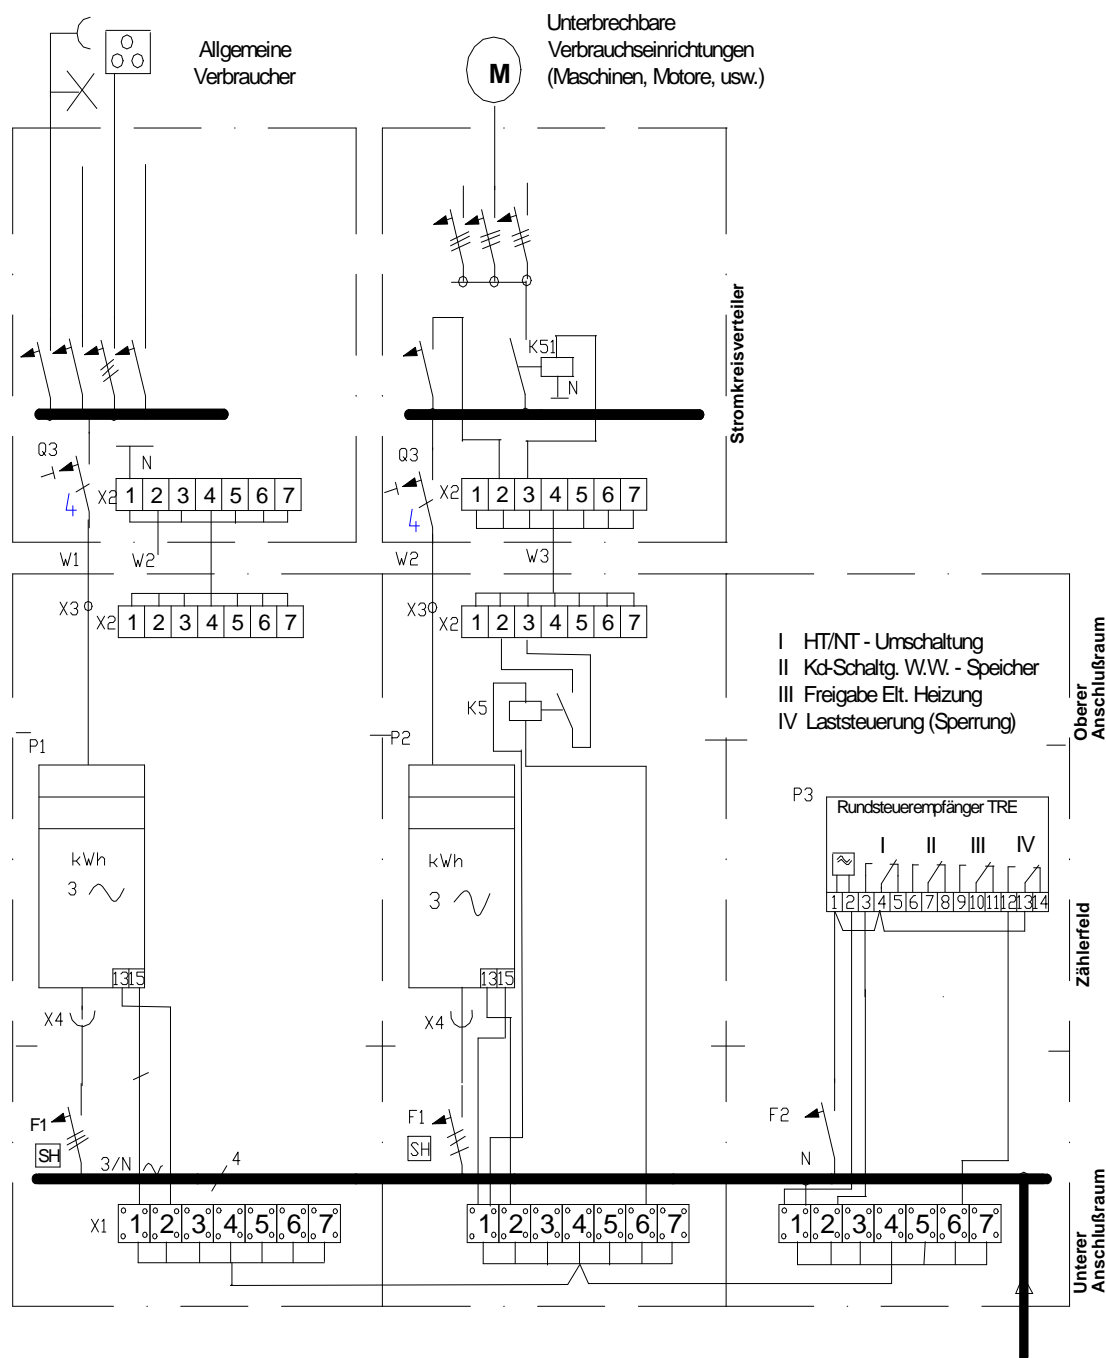 Allgemeine
Verbraucher
Unterbrechbare
Verbrauchseinrichtungen
(Maschinen, Motore, usw.)
M
Stromkreisverteiler
K51
N
Q3
4
N
X2 1 2 3 4 5 6 7
Q3
4
X2 1 2 3 4 5 6 7
W1
W2
W2
W3
X3
X2 1 2 3 4 5 6 7
X3
X2 1 2 3 4 5 6 7
I HT/NT - Umschaltung
II Kd-Schaltg. W.W. - Speicher
III Freigabe Elt. Heizung
IV Laststeuerung (Sperrung)
Oberer
Anschlußraum
K5
P1
P2
P3
Rundsteuerempfänger TRE
I II III IV
1 2 3 4 5 6 7 8 9 10 11 12 13 14
kWh
3
13 15
kWh
3
13 15
Zählerfeld
X4
X4
F1
SH
3/N
4
F1
SH
F2
N
X1 1 2 3 4 5 6 7
1 2 3 4 5 6 7
1 2 3 4 5 6 7
Unterer
Anschlußraum